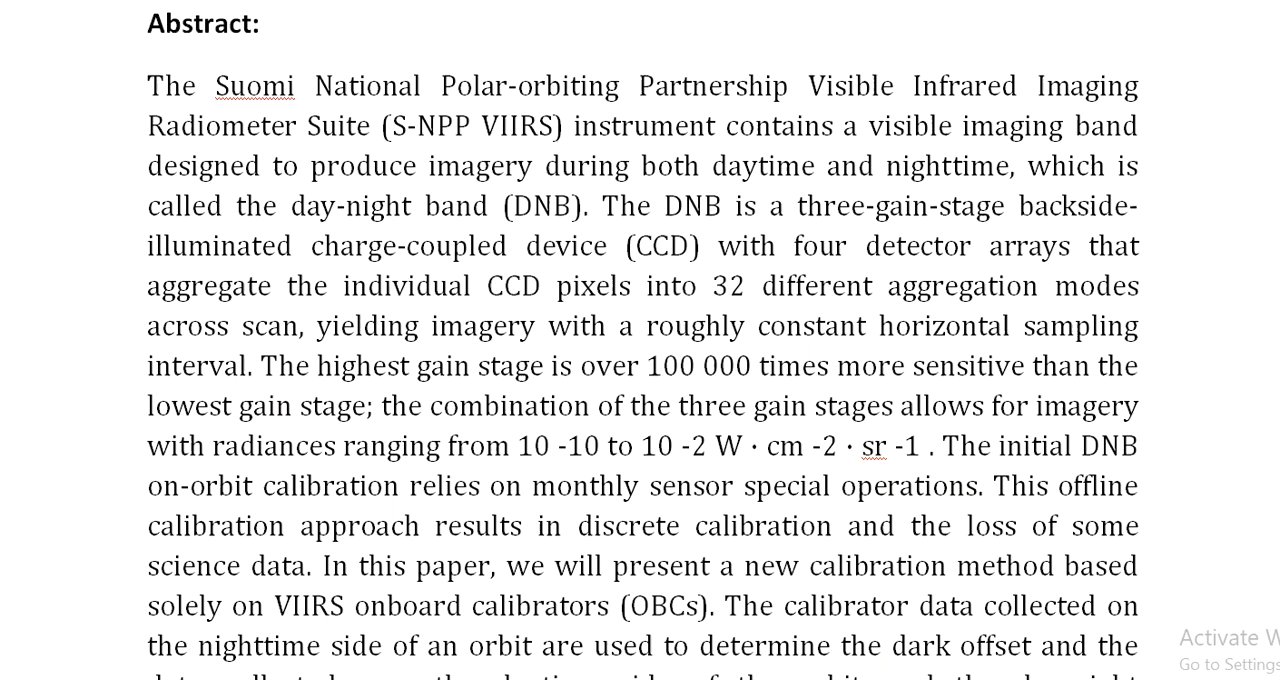 Abstract:
The Suomi National Polar-orbiting Partnership Visible Infrared Imaging
Radiometer Suite (S-NPP VIIRS) instrument contains a visible imaging band
designed to produce imagery during both daytime and nighttime, which is
called the day-night band (DNB). The DNB is a three-gain-stage backside-
illuminated charge-coupled device (CCD) with four detector arrays that
aggregate the individual CCD pixels into 32 different aggregation modes
across scan, yielding imagery with a roughly constant horizontal sampling
interval. The highest gain stage is over 100 000 times more sensitive than the
lowest gain stage; the combination of the three gain stages allows for imagery
with radiances ranging from 10 -10 to 10 -2 W · cm -2 · sr -1 . The initial DNB
on-orbit calibration relies on monthly sensor special operations. This offline
calibration approach results in discrete calibration and the loss of some
science data. In this paper, we will present a new calibration method based
solely on VIIRS onboard calibrators (OBCs). The calibrator data collected on
the nighttime side of an orbit are used to determine the dark offset and the
Activate W
Go to Settings